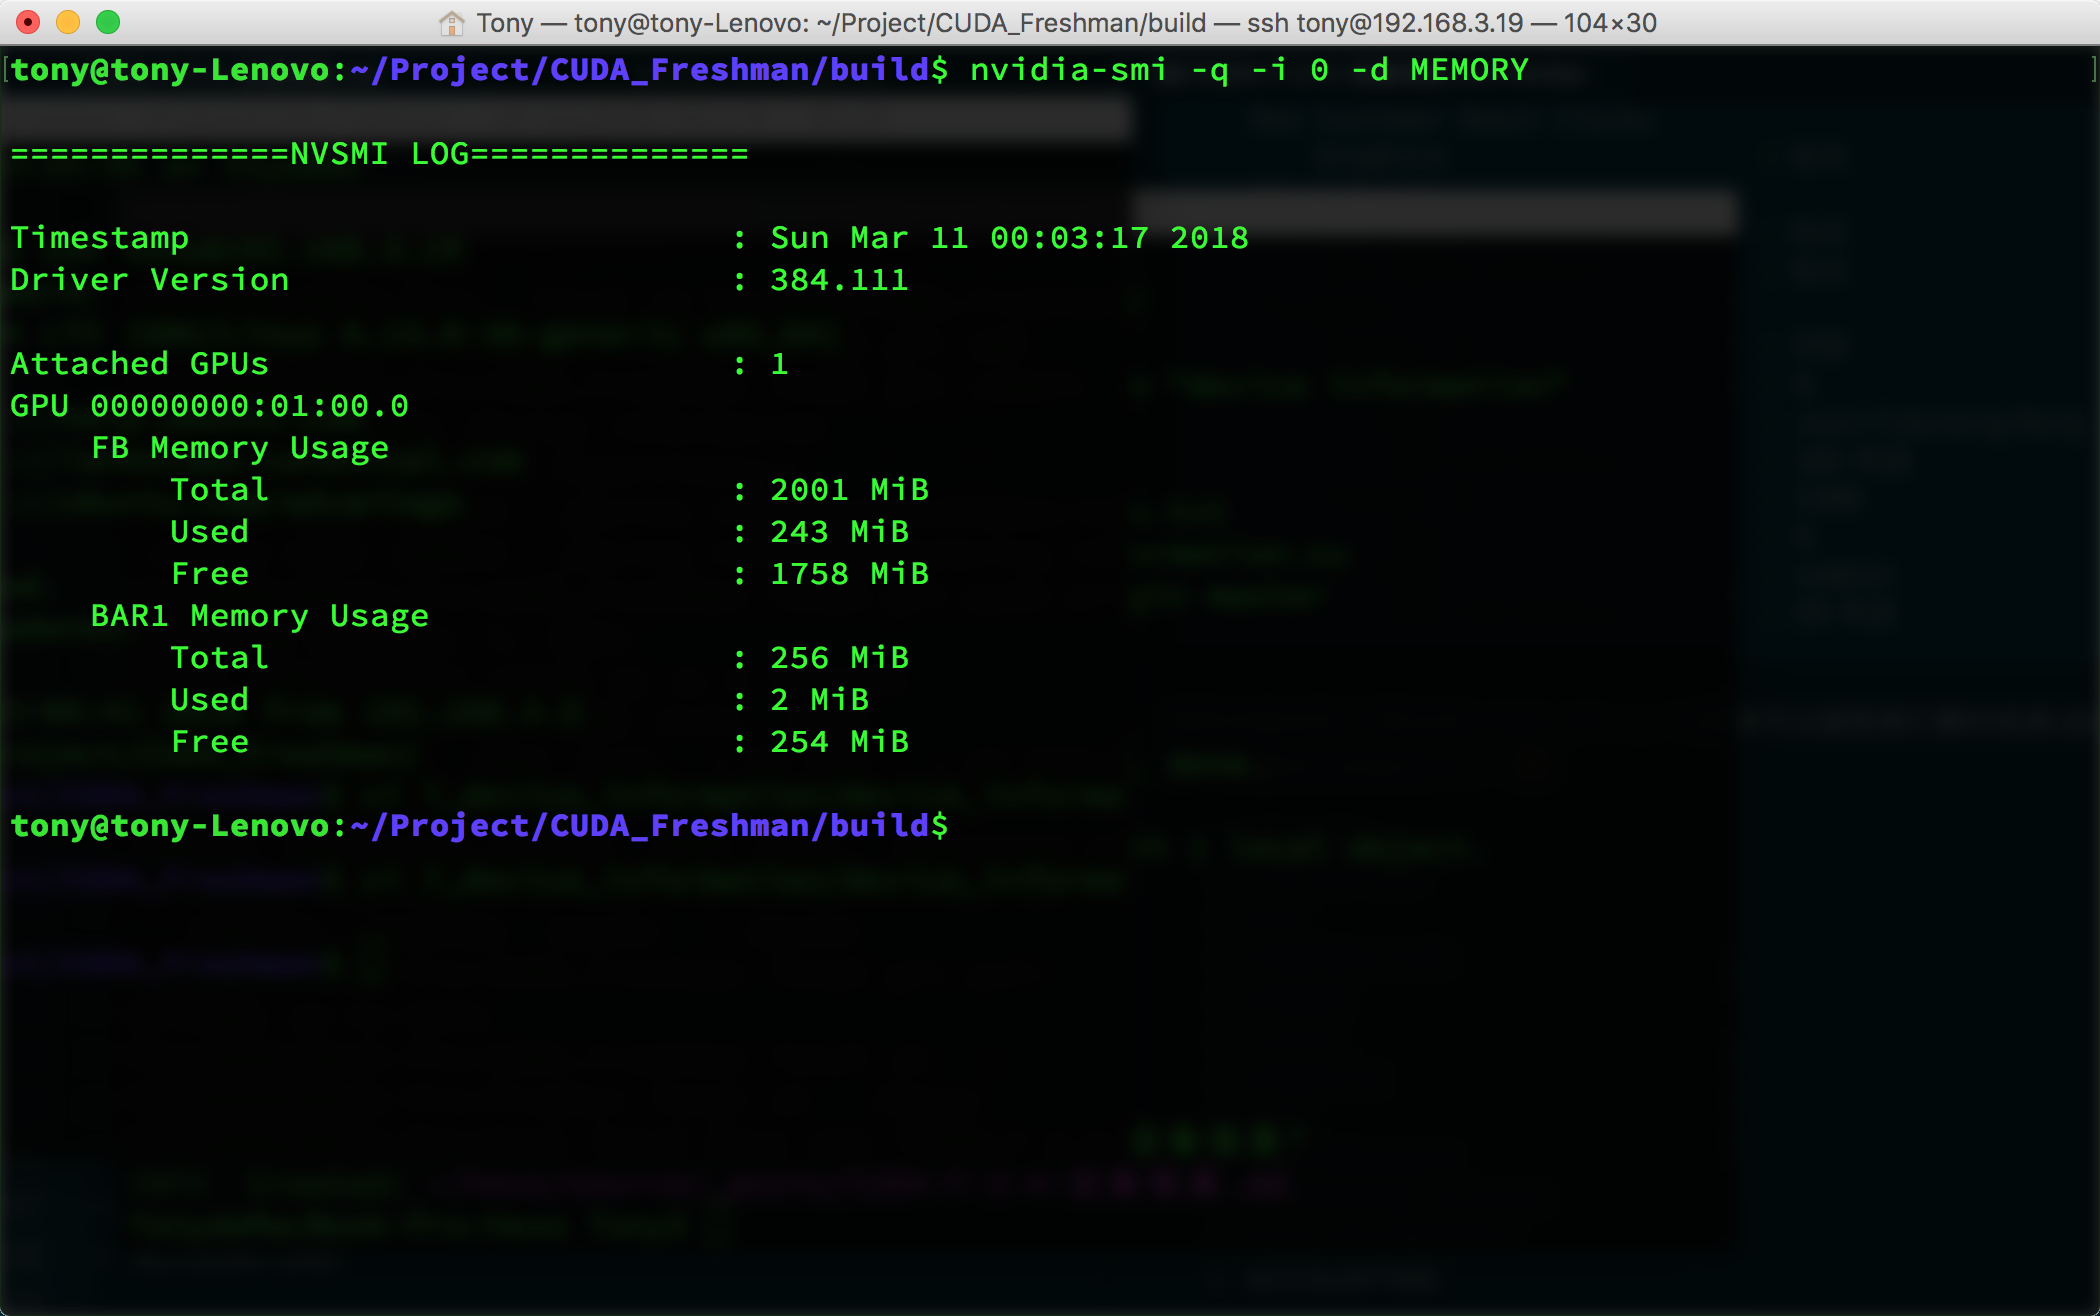 Tony — tony@tony-Lenovo: ~/Project/CUDA_Freshman/build — ssh tony@192.168.3.19 — 104×30
[tony@tony-Lenovo:~/Project/CUDA_Freshman/build$ nvidia-smi -q -i 0 -d MEMORY ]
==============NVSMI LOG==============
Timestamp : Sun Mar 11 00:03:17 2018
Driver Version : 384.111
Attached GPUs : 1
GPU 00000000:01:00.0
FB Memory Usage
Total : 2001 MiB
Used : 243 MiB
Free : 1758 MiB
BAR1 Memory Usage
Total : 256 MiB
Used : 2 MiB
Free : 254 MiB
tony@tony-Lenovo:~/Project/CUDA_Freshman/build$